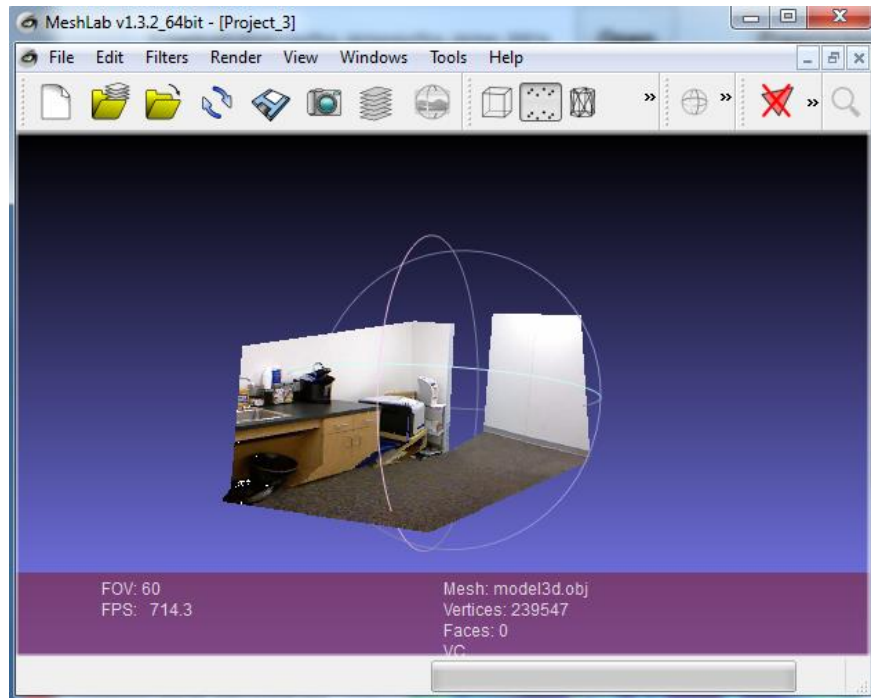 MeshLab v1.3.2_64bit - [Project_3]
File Edit Filters Render View Windows Tools Help
FOV: 60
FPS: 714.3
Mesh: model3d.obj
Vertices: 239547
Faces: 0
VC